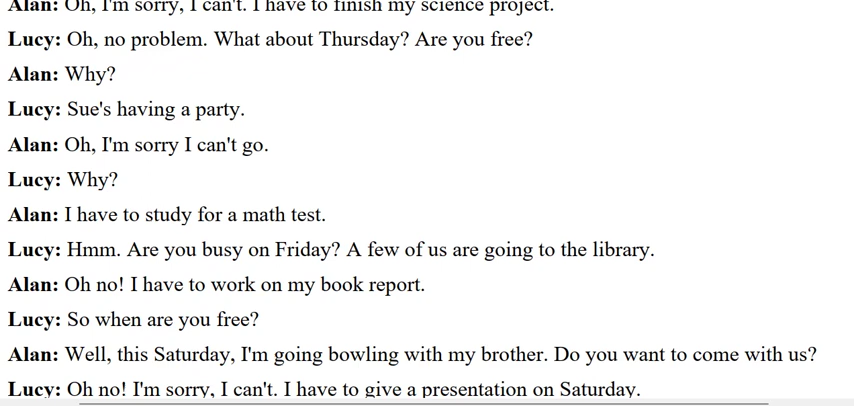 Alan: Oh, I'm sorry, I can't. I have to finish my science project.
Lucy: Oh, no problem. What about Thursday? Are you free?
Alan: Why?
Lucy: Sue's having a party.
Alan: Oh, I'm sorry I can't go.
Lucy: Why?
Alan: I have to study for a math test.
Lucy: Hmm. Are you busy on Friday? A few of us are going to the library.
Alan: Oh no! I have to work on my book report.
Lucy: So when are you free?
Alan: Well, this Saturday, I'm going bowling with my brother. Do you want to come with us?
Lucy: Oh no! I'm sorry, I can't. I have to give a presentation on Saturday.